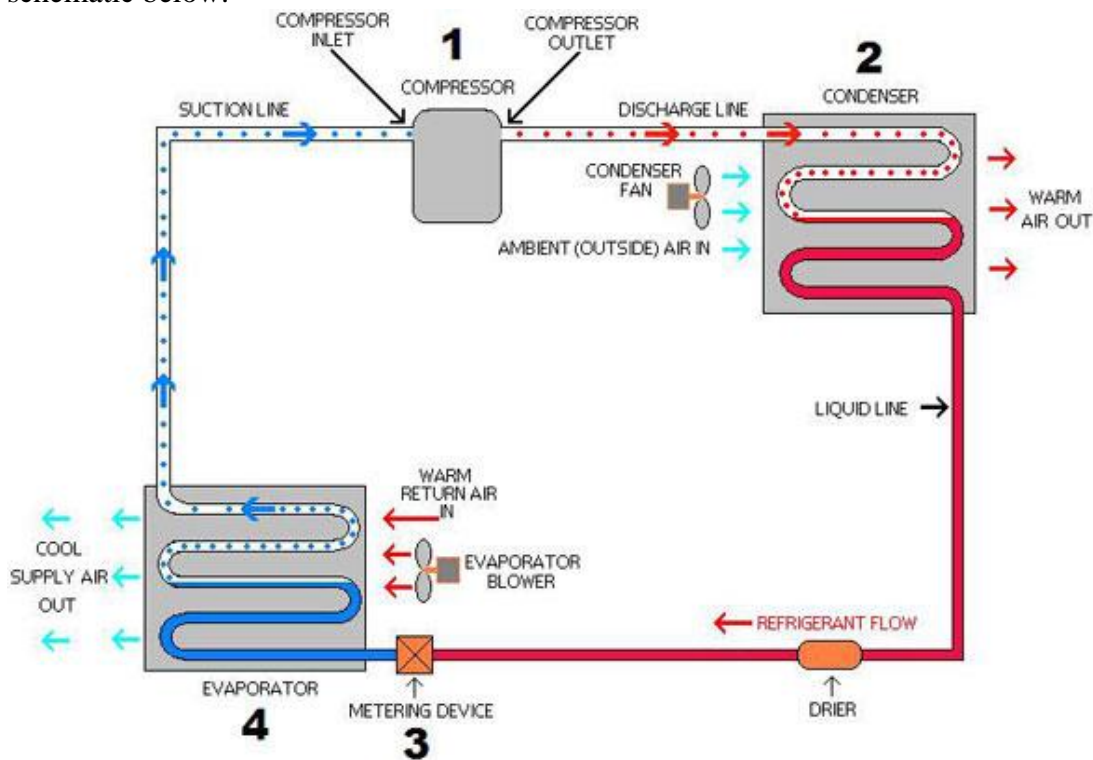 schematic below.
COMPRESSOR
INLET
1
COMPRESSOR
OUTLET
2
COMPRESSOR
CONDENSER
SUCTION LINE
DISCHARGE LINE
CONDENSER
FAN
WARM
AIR OUT
AMBIENT (OUTSIDE) AIR IN
LIQUID LINE
WARM
RETURN AIR
IN
COOL
SUPPLY AIR
OUT
EVAPORATOR
BLOWER
REFRIGERANT FLOW
EVAPORATOR
4
METERING DEVICE
3
DRIER